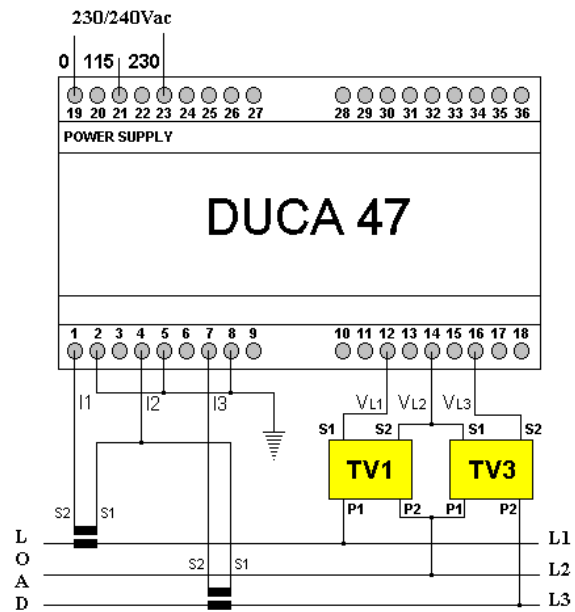 230/240Vac
0 115 230
19 20 21 22 23 24 25 26 27 28 29 30 31 32 33 34 35 36
POWER SUPPLY
DUCA 47
1 2 3 4 5 6 7 8 9 10 11 12 13 14 15 16 17 18
I1 I2 I3 VL1 VL2 VL3
S1 S2 S1 S2
TV1 TV3
P1 P2 P1 P2
S2 S1
L1
S2 S1
L2
L3
LOAD